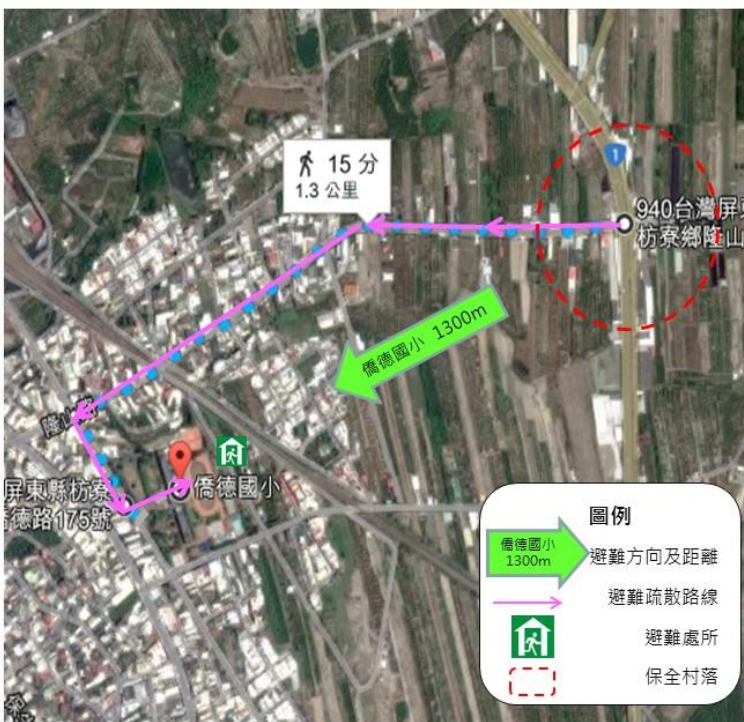 15 分
1.3 公里
1
940台灣屏
枋寮鄉隆山
僑德國小 1300m
隆山
僑德國小
屏東縣枋寮
德路175號
圖例
僑德國小
1300m
避難方向及距離
避難疏散路線
避難處所
保全村落